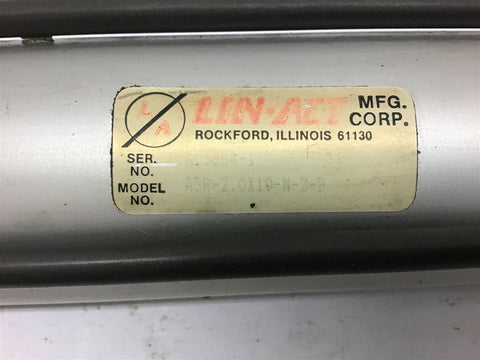 L A
LIN-ACT MFG. CORP.
ROCKFORD, ILLINOIS 61130
SER. NO.
MODEL NO.